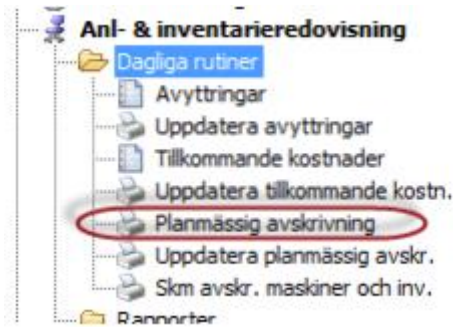 Anl- & inventarieredovisning
Dagliga rutiner
Avyttringar
Uppdatera avyttringar
Tillkommande kostnader
Uppdatera tillkommande kostn.
Planmässig avskrivning
Uppdatera planmässig avskr.
Skm avskr. maskiner och inv.
Rapporter